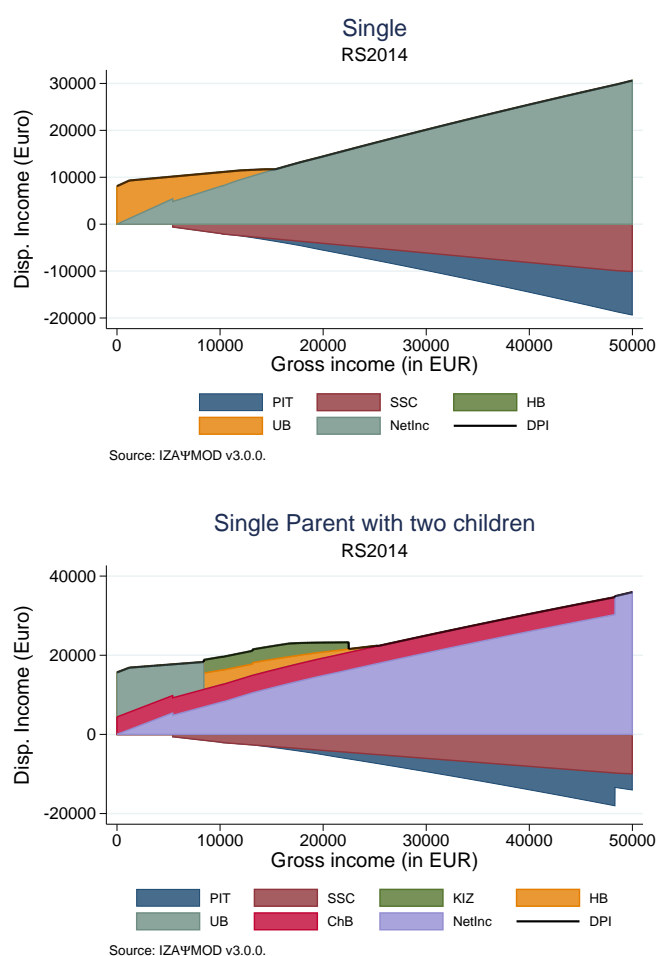 Single
RS2014
Disp. Income (Euro)
30000
20000
10000
0
-10000
-20000
0 10000 20000 30000 40000 50000
Gross income (in EUR)
PIT SSC HB
UB NetInc DPI
Source: IZAΨMOD v3.0.0.
Single Parent with two children
RS2014
Disp. Income (Euro)
40000
20000
0
-20000
0 10000 20000 30000 40000 50000
Gross income (in EUR)
PIT SSC KIZ HB
UB ChB NetInc DPI
Source: IZAΨMOD v3.0.0.